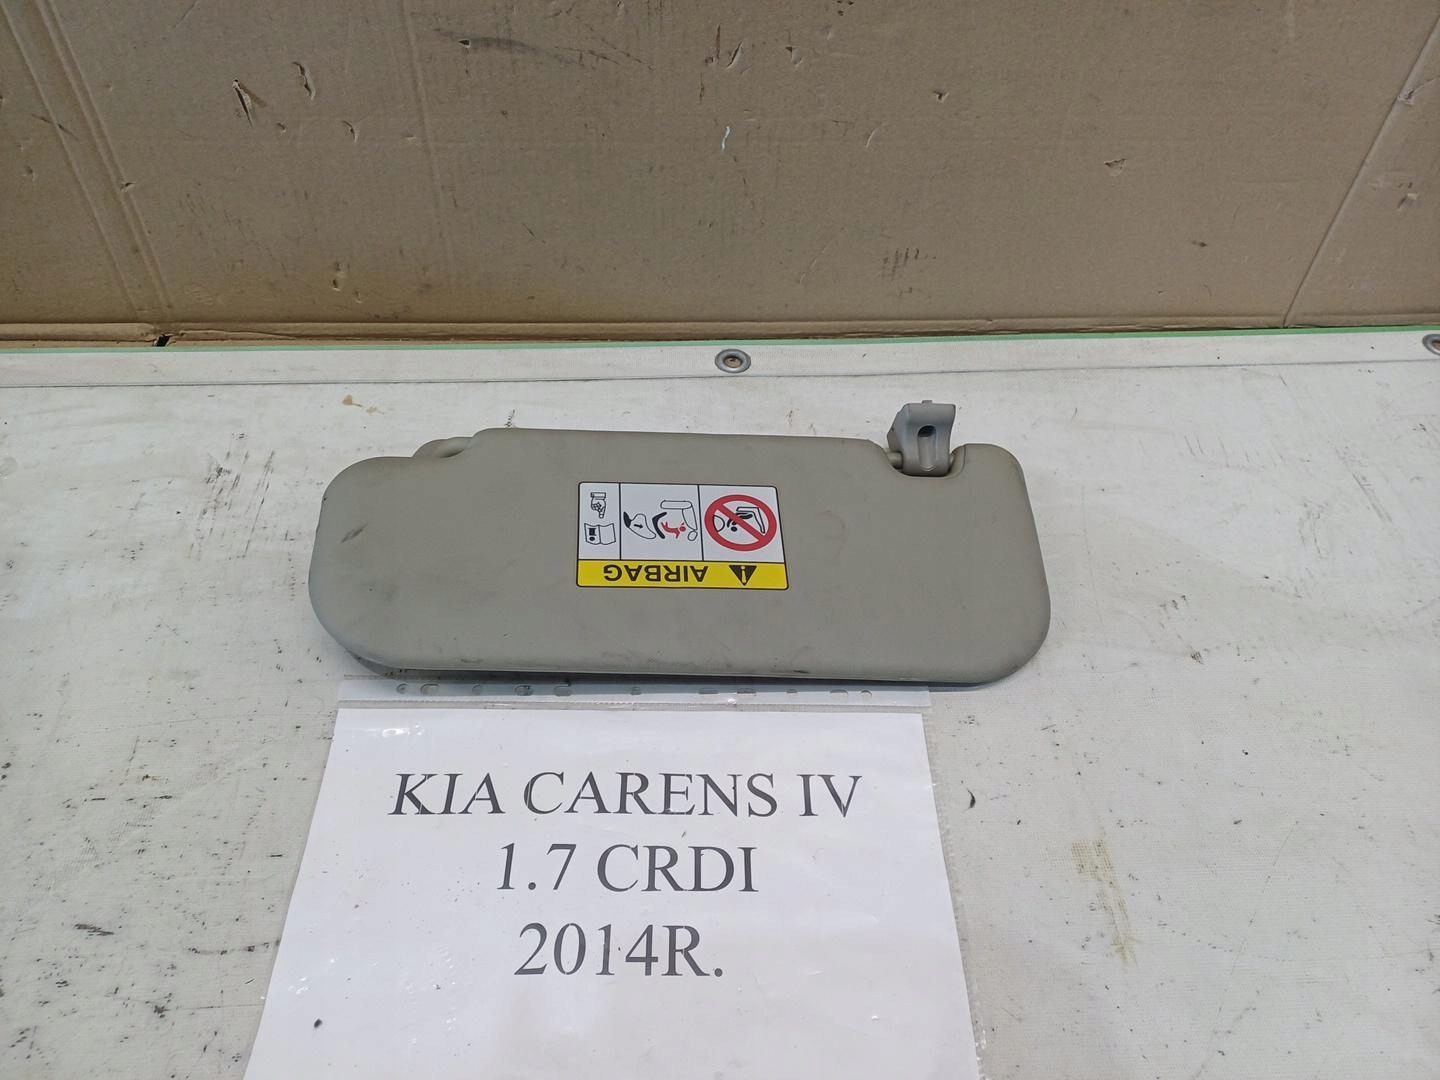 AIRBAG
KIA CARENS IV
1.7 CRDI
2014R.